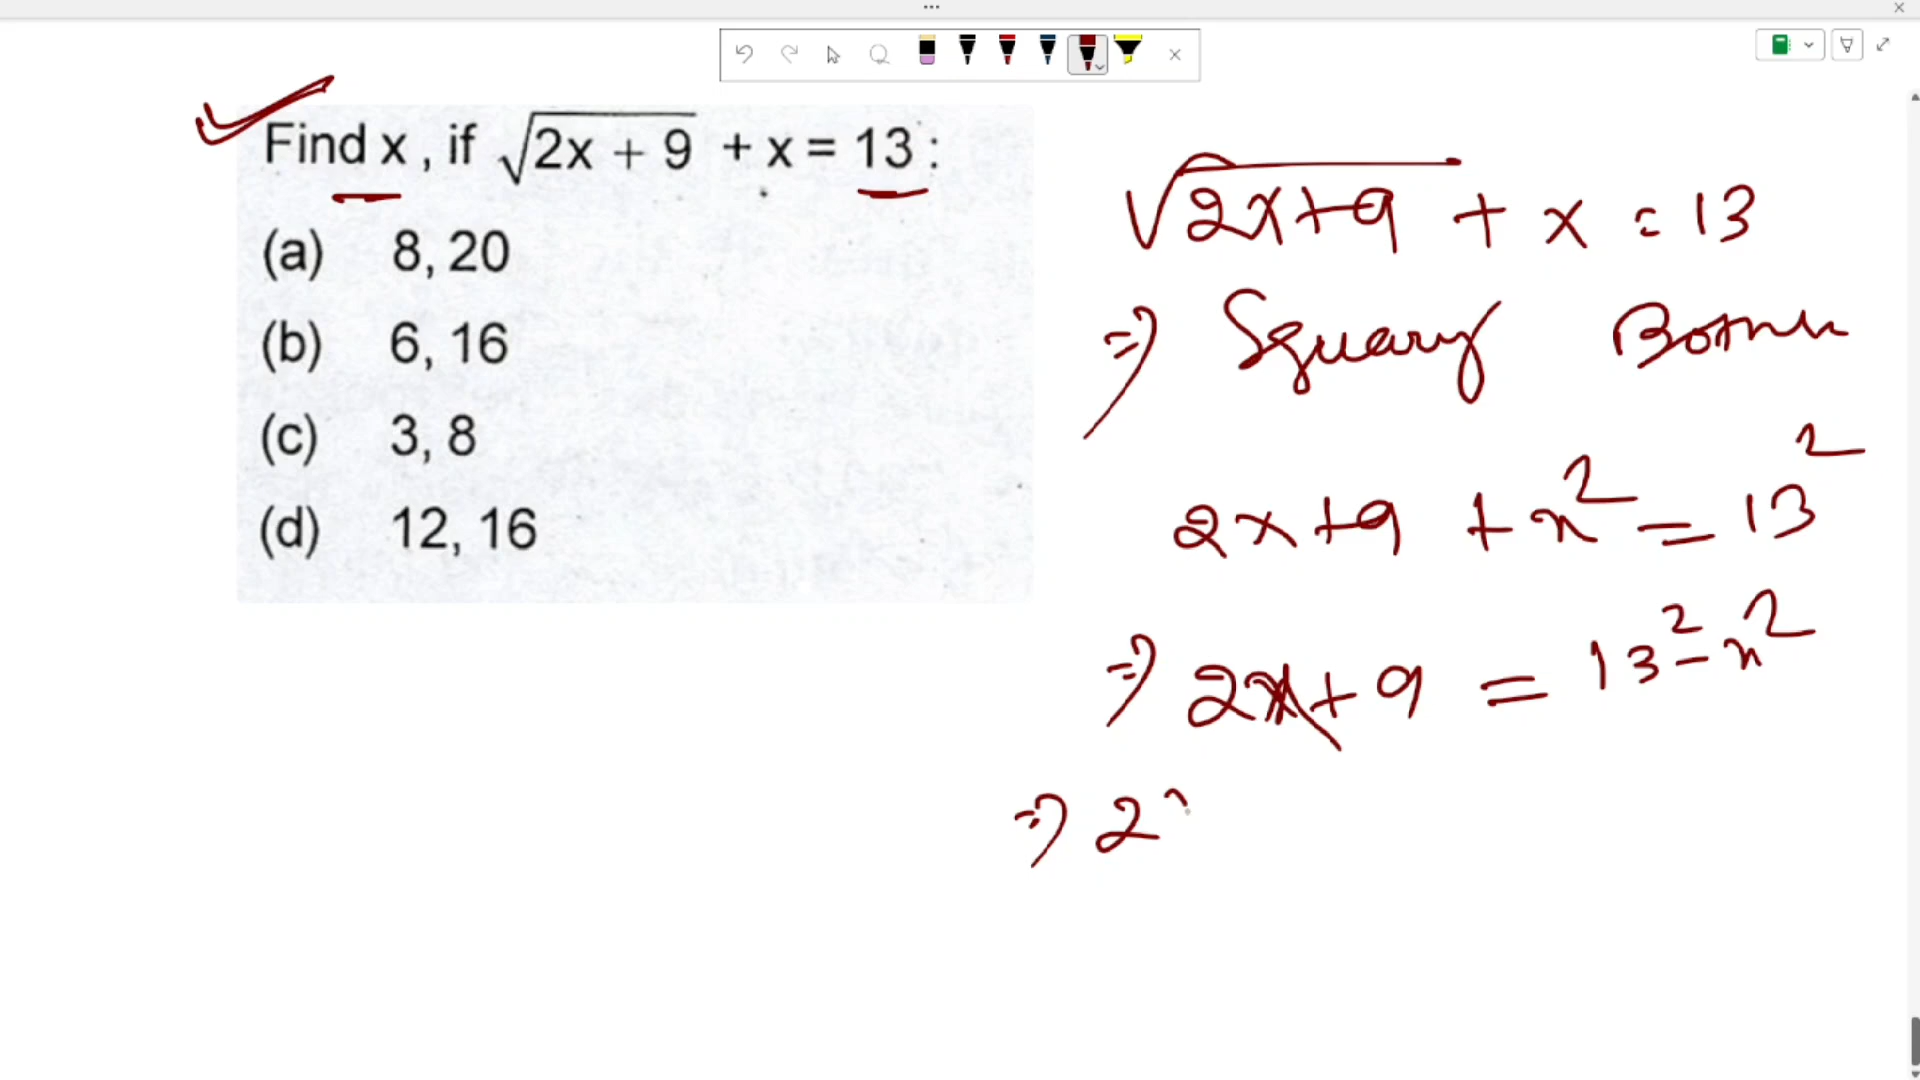 Find x, if √2x + 9 + x = 13 :
(a) 8, 20
(b) 6, 16
(c) 3, 8
(d) 12, 16
√2x+9 + x = 13
⇒ Squary Both
2x+9 + x² = 13²
⇒ 2x+9 = 13²-x²
⇒ 2